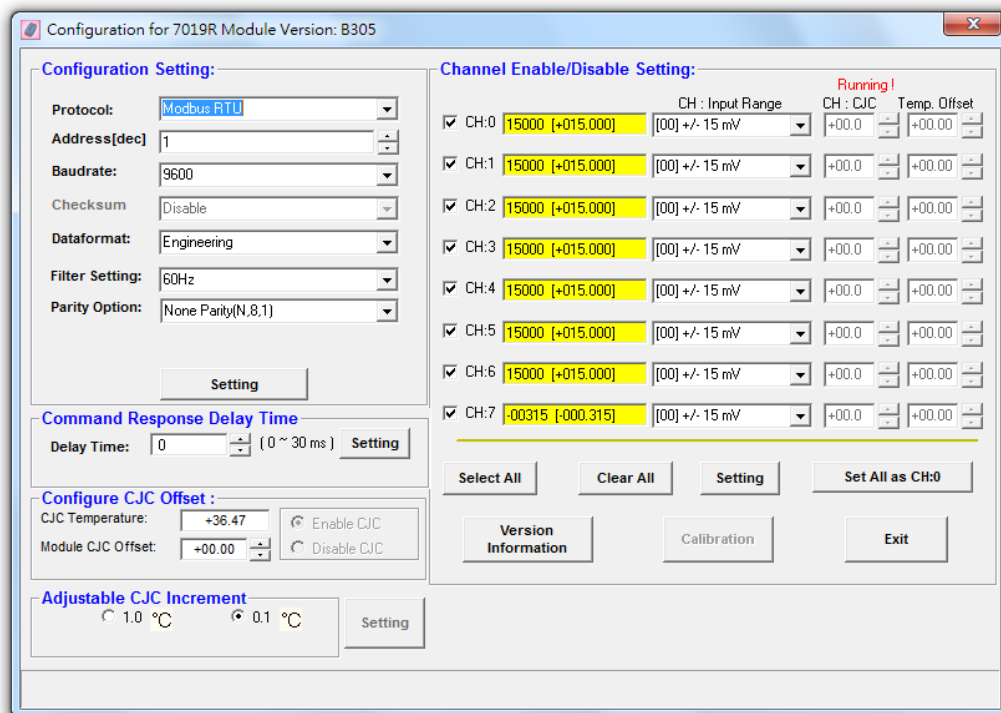 Configuration for 7019R Module Version: B305
Configuration Setting:
Protocol: Modbus RTU
Address[dec] 1
Baudrate: 9600
Checksum Disable
Dataformat: Engineering
Filter Setting: 60Hz
Parity Option: None Parity(N,8,1)
Setting
Command Response Delay Time
Delay Time: 0 ( 0 ~ 30 ms ) Setting
Configure CJC Offset :
CJC Temperature: +36.47
Module CJC Offset: +00.00
Enable CJC
Disable CJC
Adjustable CJC Increment
1.0 °C 0.1 °C
Setting
Channel Enable/Disable Setting:
Running !
CH : Input Range CH : CJC Temp. Offset
CH:0 15000 [+015.000] [00] +/- 15 mV +00.0 +00.00
CH:1 15000 [+015.000] [00] +/- 15 mV +00.0 +00.00
CH:2 15000 [+015.000] [00] +/- 15 mV +00.0 +00.00
CH:3 15000 [+015.000] [00] +/- 15 mV +00.0 +00.00
CH:4 15000 [+015.000] [00] +/- 15 mV +00.0 +00.00
CH:5 15000 [+015.000] [00] +/- 15 mV +00.0 +00.00
CH:6 15000 [+015.000] [00] +/- 15 mV +00.0 +00.00
CH:7 -00315 [-000.315] [00] +/- 15 mV +00.0 +00.00
Select All Clear All Setting Set All as CH:0
Version
Information
Calibration Exit